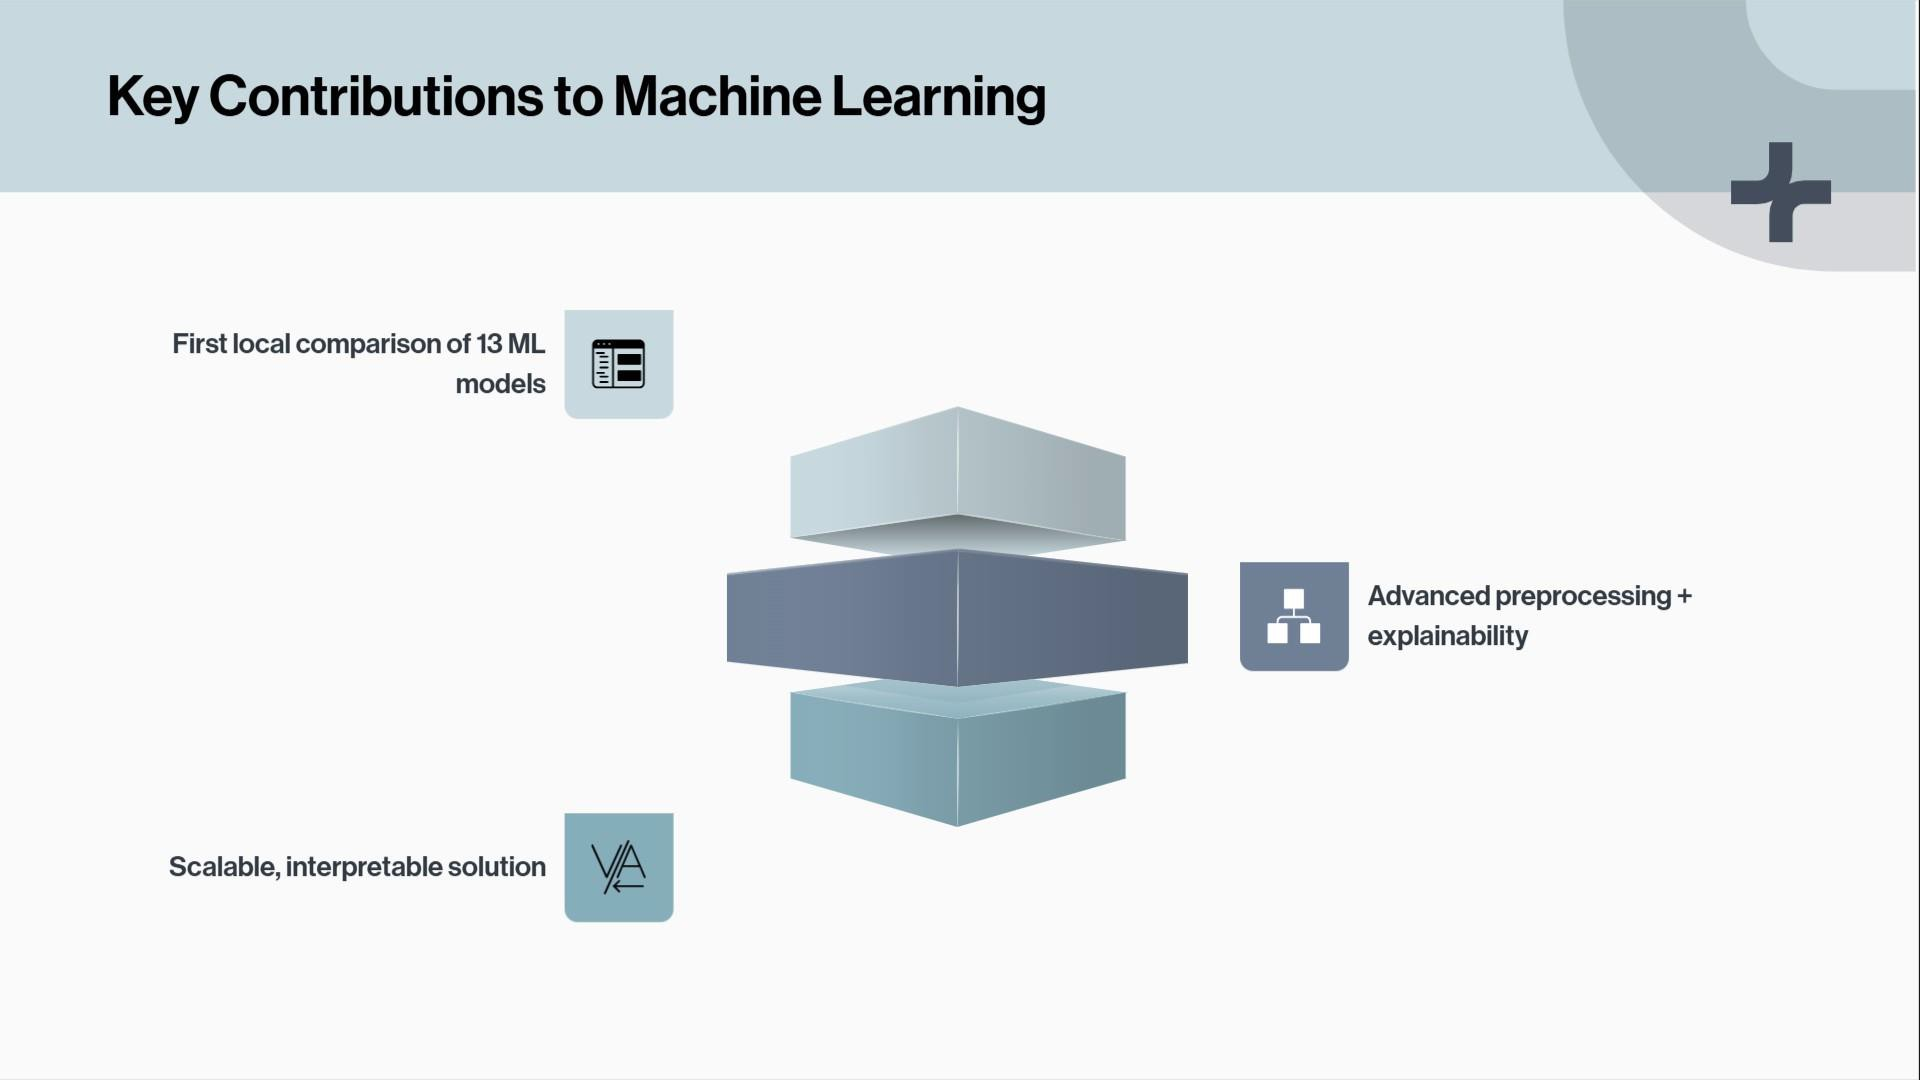 Key Contributions to Machine Learning
First local comparison of 13 ML
models
Advanced preprocessing +
explainability
Scalable, interpretable solution